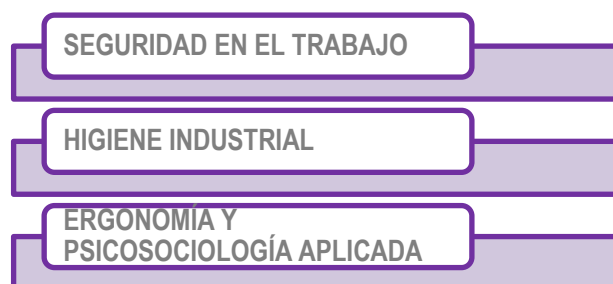 SEGURIDAD EN EL TRABAJO
HIGIENE INDUSTRIAL
ERGONOMÍA Y
PSICOSOCIOLOGÍA APLICADA